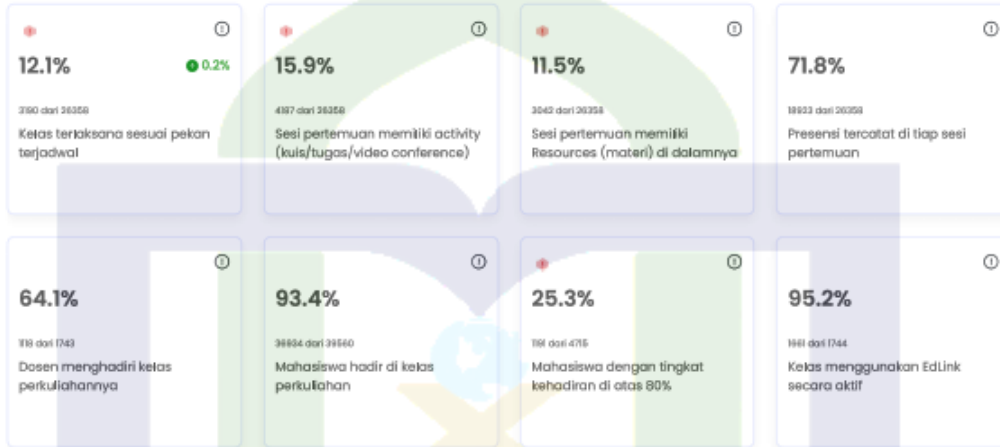 12.1%
0.2%
3190 dari 26358
Kelas terlaksana sesuai pekan
terjadwal
15.9%
4197 dari 26358
Sesi pertemuan memiliki activity
(kuis/tugas/video conference)
11.5%
3042 dari 26358
Sesi pertemuan memiliki
Resources (materi) di dalamnya
71.8%
18923 dari 26358
Presensi tercatat di tiap sesi
pertemuan
64.1%
1118 dari 1743
Dosen menghadiri kelas
perkuliahannya
93.4%
36934 dari 39560
Mahasiswa hadir di kelas
perkuliahan
25.3%
1191 dari 4715
Mahasiswa dengan tingkat
kehadiran di atas 80%
95.2%
1661 dari 1744
Kelas menggunakan EdLink
secara aktif